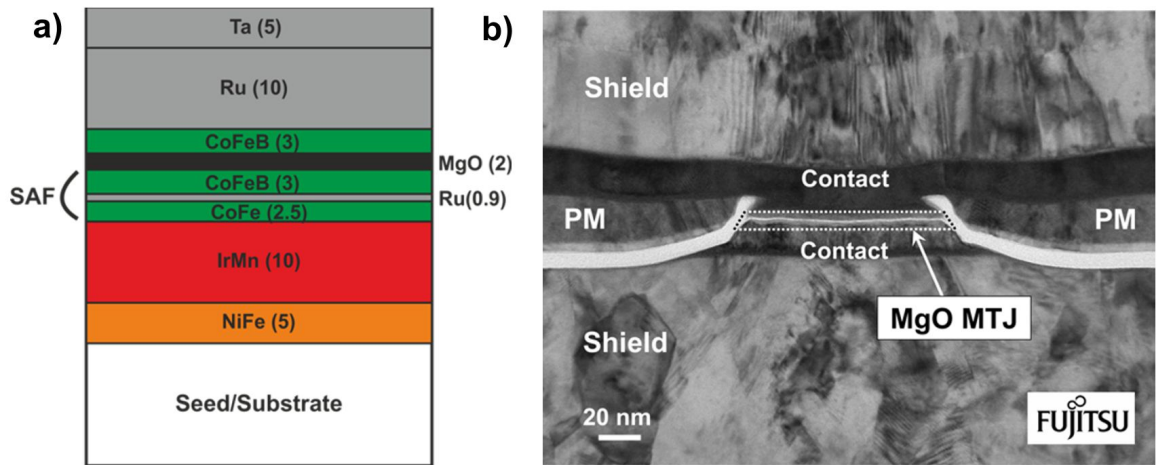 a)
Ta (5)
Ru (10)
CoFeB (3)
MgO (2)
SAF
CoFeB (3)
Ru(0.9)
CoFe (2.5)
IrMn (10)
NiFe (5)
Seed/Substrate
b)
Shield
Contact
PM
PM
Contact
MgO MTJ
Shield
20 nm
FUJITSU